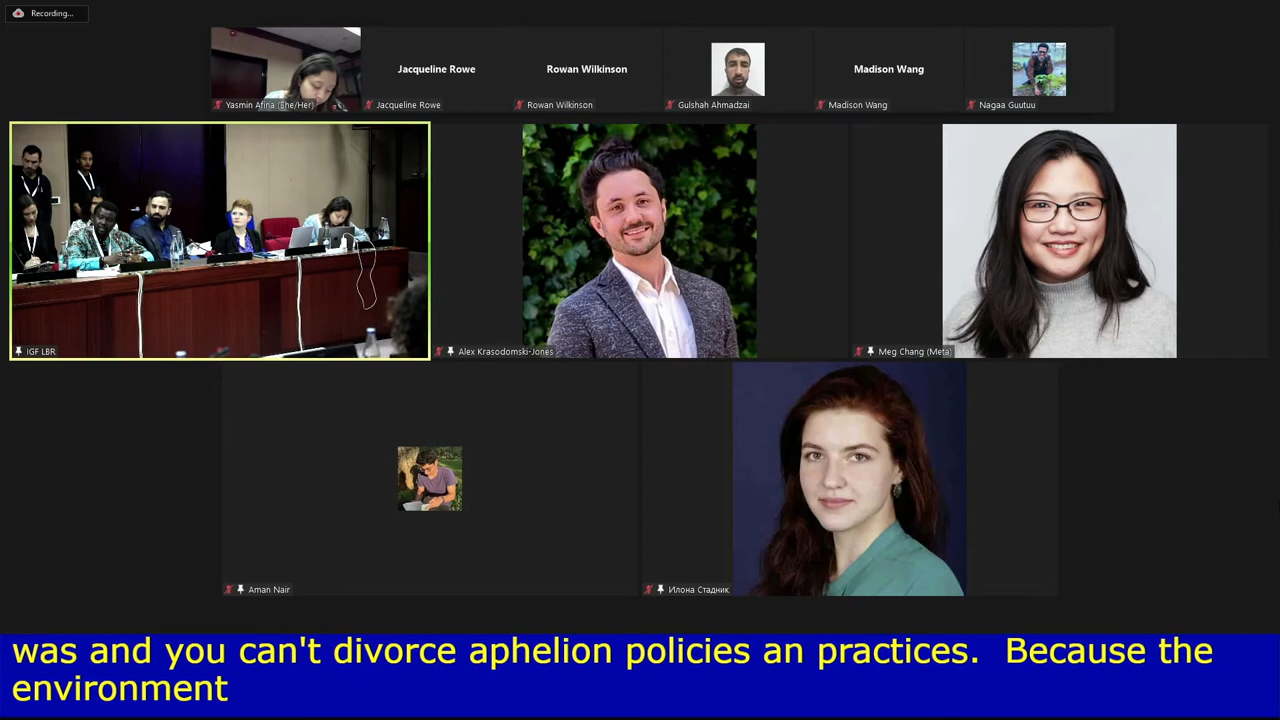 Recording...
Jacqueline Rowe
Rowan Wilkinson
Madison Wang
Yasmin Afina (She/Her)
Jacqueline Rowe
Rowan Wilkinson
Gulshah Ahmadzai
Madison Wang
Nagaa Guutuu
IGF LBR
Alex Krasodomski-Jones
Meg Chang (Meta)
Aman Nair
Илона Стадник
was and you can't divorce aphelion policies an practices.  Because the
environment